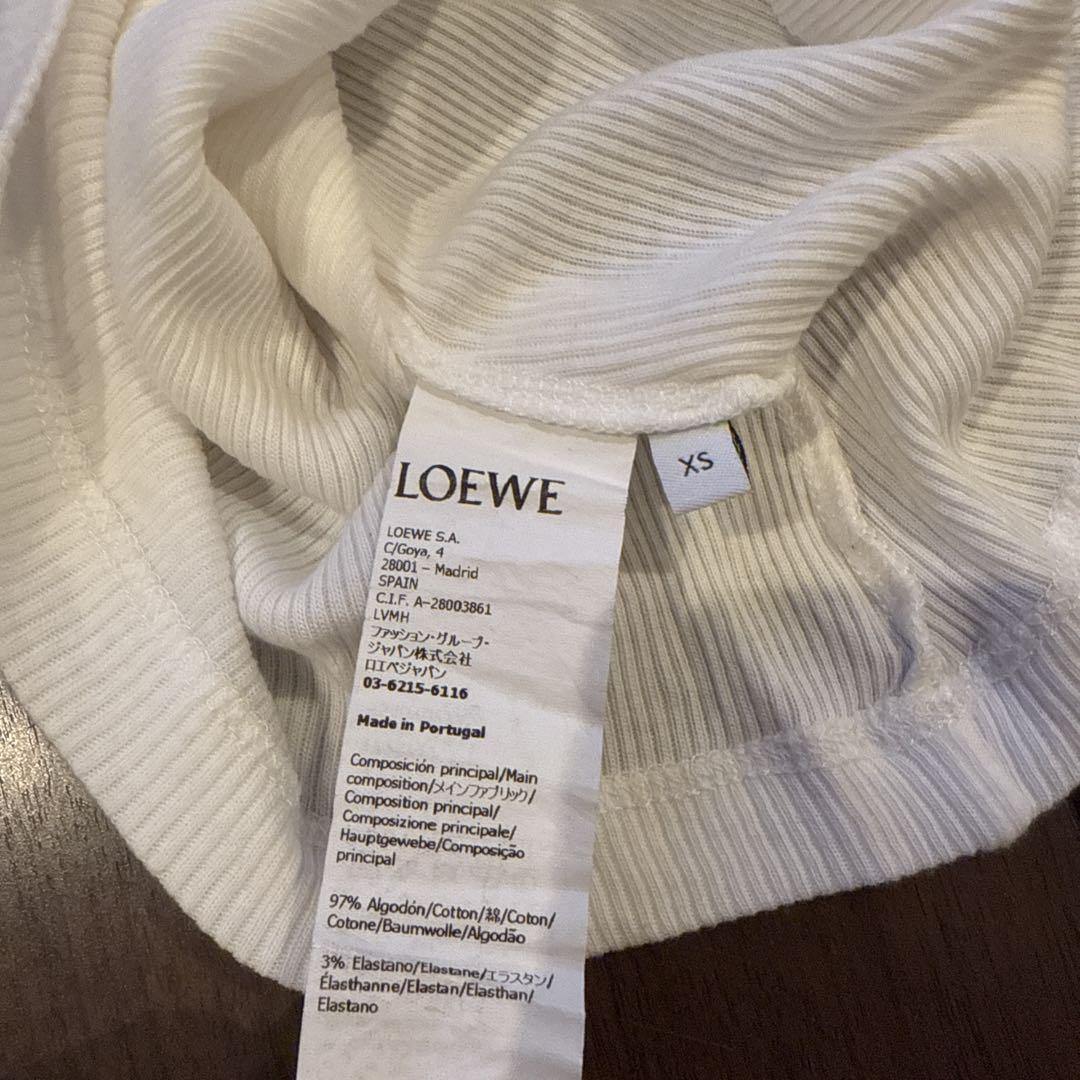 LOEWE
XS
LOEWE S.A.
C/Goya, 4
28001 – Madrid
SPAIN
C.I.F. A-28003861
LVMH
ファッション・グループ・
ジャパン株式会社
ロエベジャパン
03-6215-6116
Made in Portugal
Composición principal/Main
composition/メインファブリック/
Composition principal/
Composizione principale/
Hauptgewebe/Composição
principal
97% Algodón/Cotton/綿/Coton/
Cotone/Baumwolle/Algodão
3% Elastano/Elastane/エラスタン/
Élasthanne/Elastan/Elasthan/
Elastano